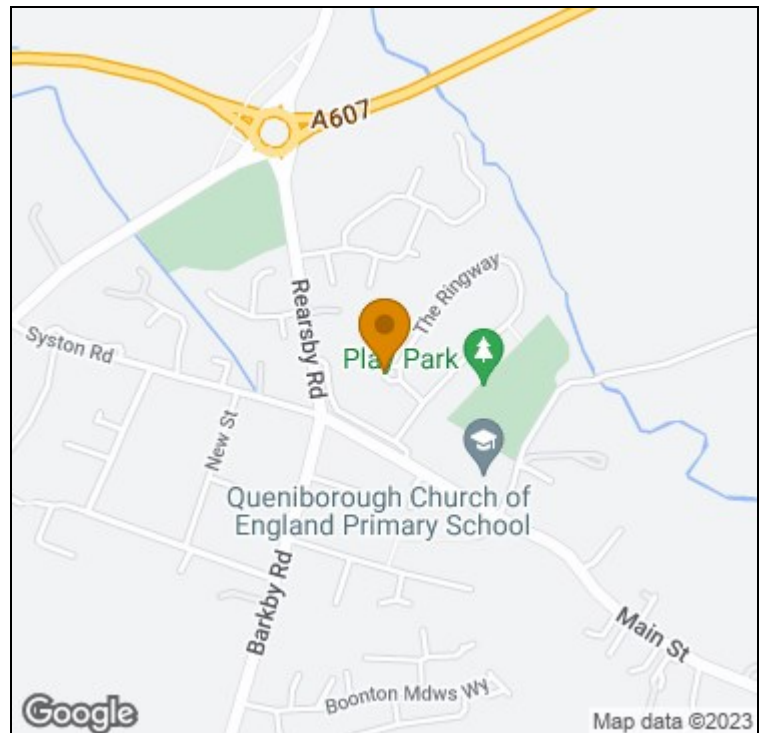 A607
The Ringway
Rearsby Rd
Play Park
Syston Rd
New St
Queniborough Church of
England Primary School
Barkby Rd
Main St
Boonton Mdws Wy
Google
Map data ©2023